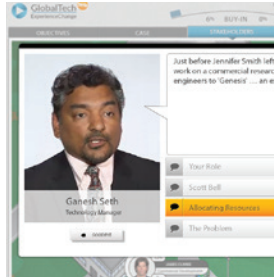 GlobalTech
ExperienceChange
BUY-IN
OBJECTIVES
CASE
STAKEHOLDERS
Just before Jennifer Smith left
work on a commercial researc
engineers to 'Genesis' .... an e
Ganesh Seth
Technology Manager
Your Role
Scott Bell
Allocating Resources
The Problem